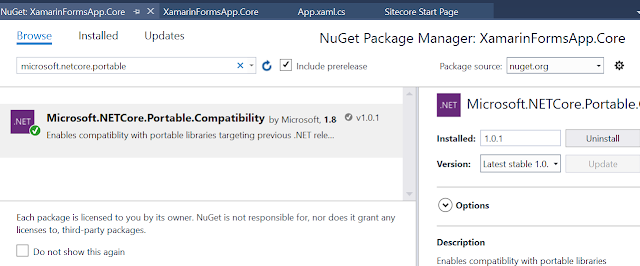 NuGet: XamarinFormsApp.Core XamarinFormsApp.Core App.xaml.cs Sitecore Start Page
Browse Installed Updates
NuGet Package Manager: XamarinFormsApp.Core
microsoft.netcore.portable
Include prerelease
Package source: nuget.org
.NET
Microsoft.NETCore.Portable.Compatibility by Microsoft, 1.8 v1.0.1
Enables compatiblity with portable libraries targeting previous .NET rele...
Each package is licensed to you by its owner. NuGet is not responsible, nor does it grant any
licenses to, third-party packages.
Do not show this again
.NET
Microsoft.NETCore.Portable.
Installed: 1.0.1 Uninstall
Version: Latest stable 1.0. Update
Options
Description
Enables compatiblity with portable libraries